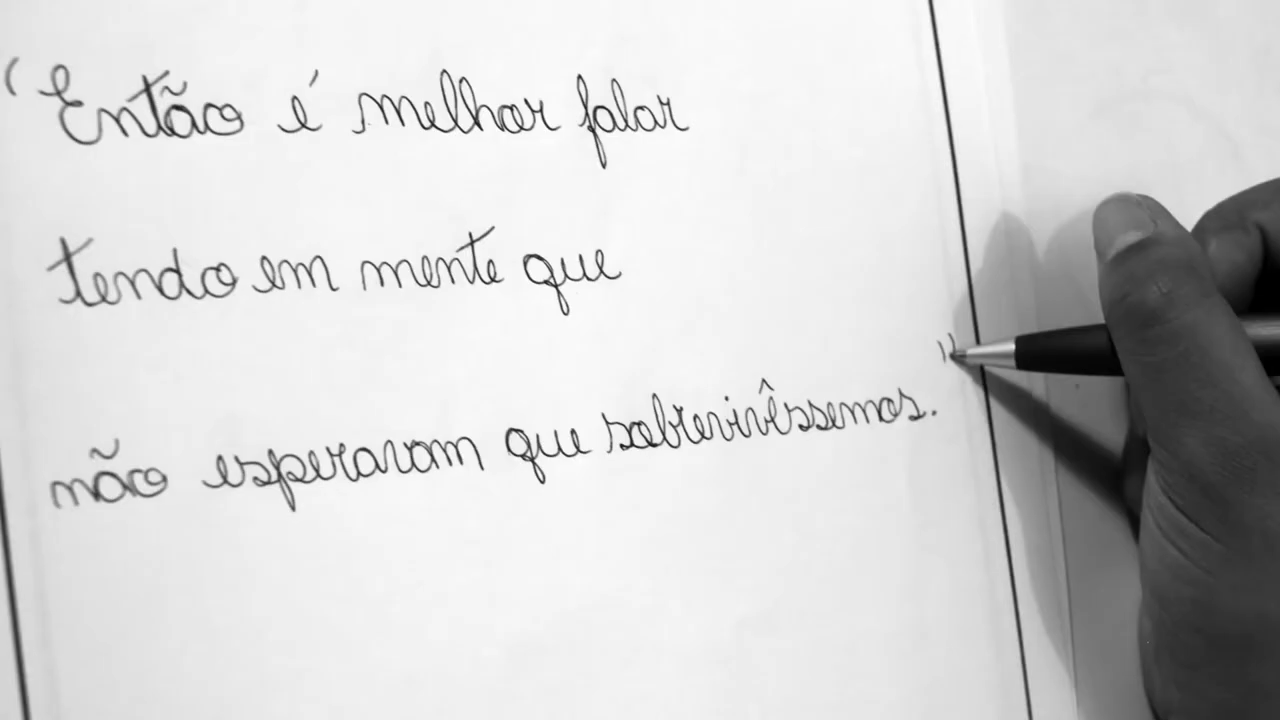 "Então é melhor falar
tendo em mente que
não esperavam que sobrevivêssemos."